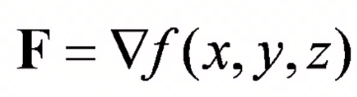 F = ∇f(x, y, z)